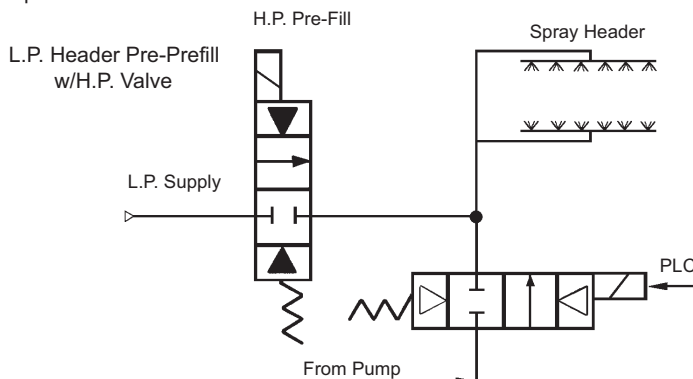 H.P. Pre-Fill
Spray Header
L.P. Header Pre-Prefill
w/H.P. Valve
L.P. Supply
PLC
From Pump